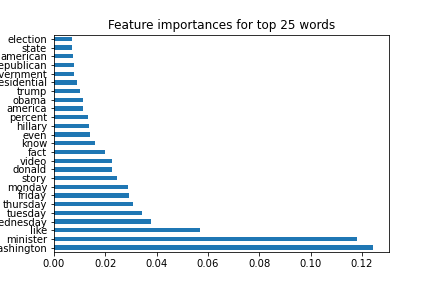 Feature importances for top 25 words
election
state
american
epublican
vernment
esidential
trump
obama
america
percent
hillary
even
know
fact
video
donald
story
monday
friday
thursday
tuesday
ednesday
like
minister
ashington
0.00 0.02 0.04 0.06 0.08 0.10 0.12